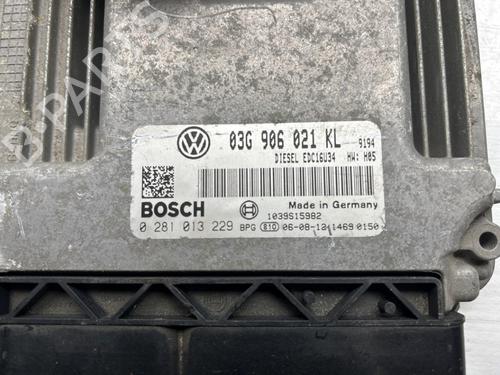 B-PARTS
03G 906 021 KL 9194
DIESEL EDC16U34 HW: H05
Made in Germany
BOSCH 1039S15982
0 281 013 229 BPG 810 06-08-12 1469 0150